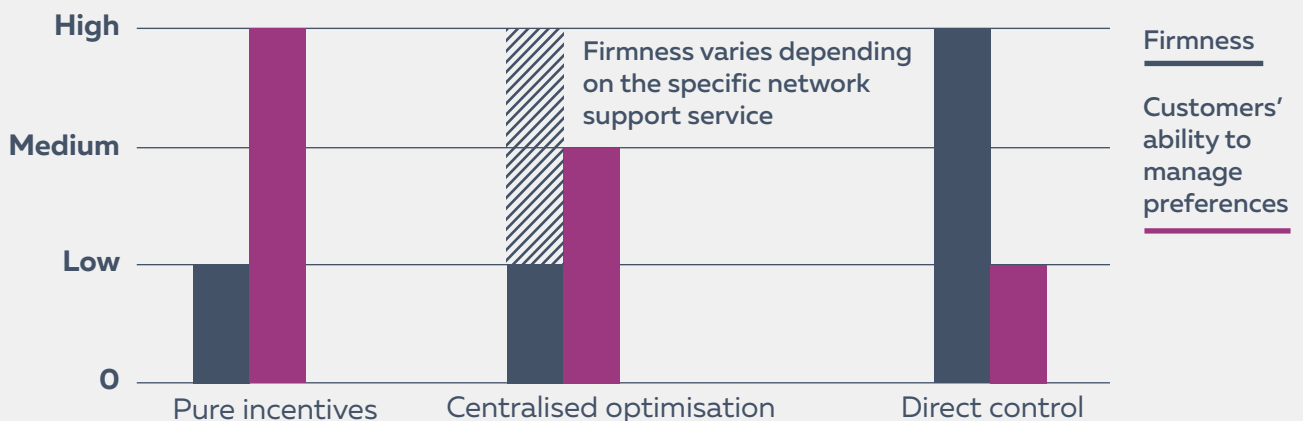 High
Medium
Low
0
Firmness varies depending
on the specific network
support service
Pure incentives
Centralised optimisation
Direct control
Firmness
Customers’
ability to
manage
preferences